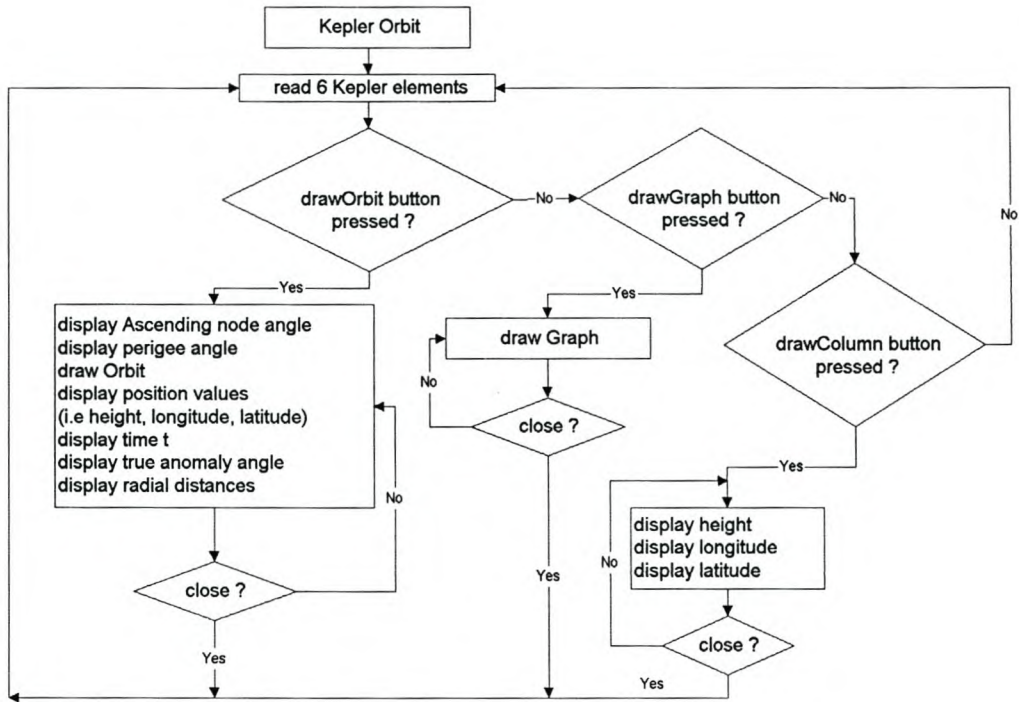 Kepler Orbit
read 6 Kepler elements
drawOrbit button
pressed ?
No
drawGraph button
pressed ?
No
No
Yes
Yes
display Ascending node angle
display perigee angle
draw Orbit
display position values
(i.e height, longitude, latitude)
display time t
display true anomaly angle
display radial distances
draw Graph
drawColumn button
pressed ?
No
close ?
No
Yes
display height
display longitude
display latitude
No
close ?
Yes
Yes
close ?
Yes